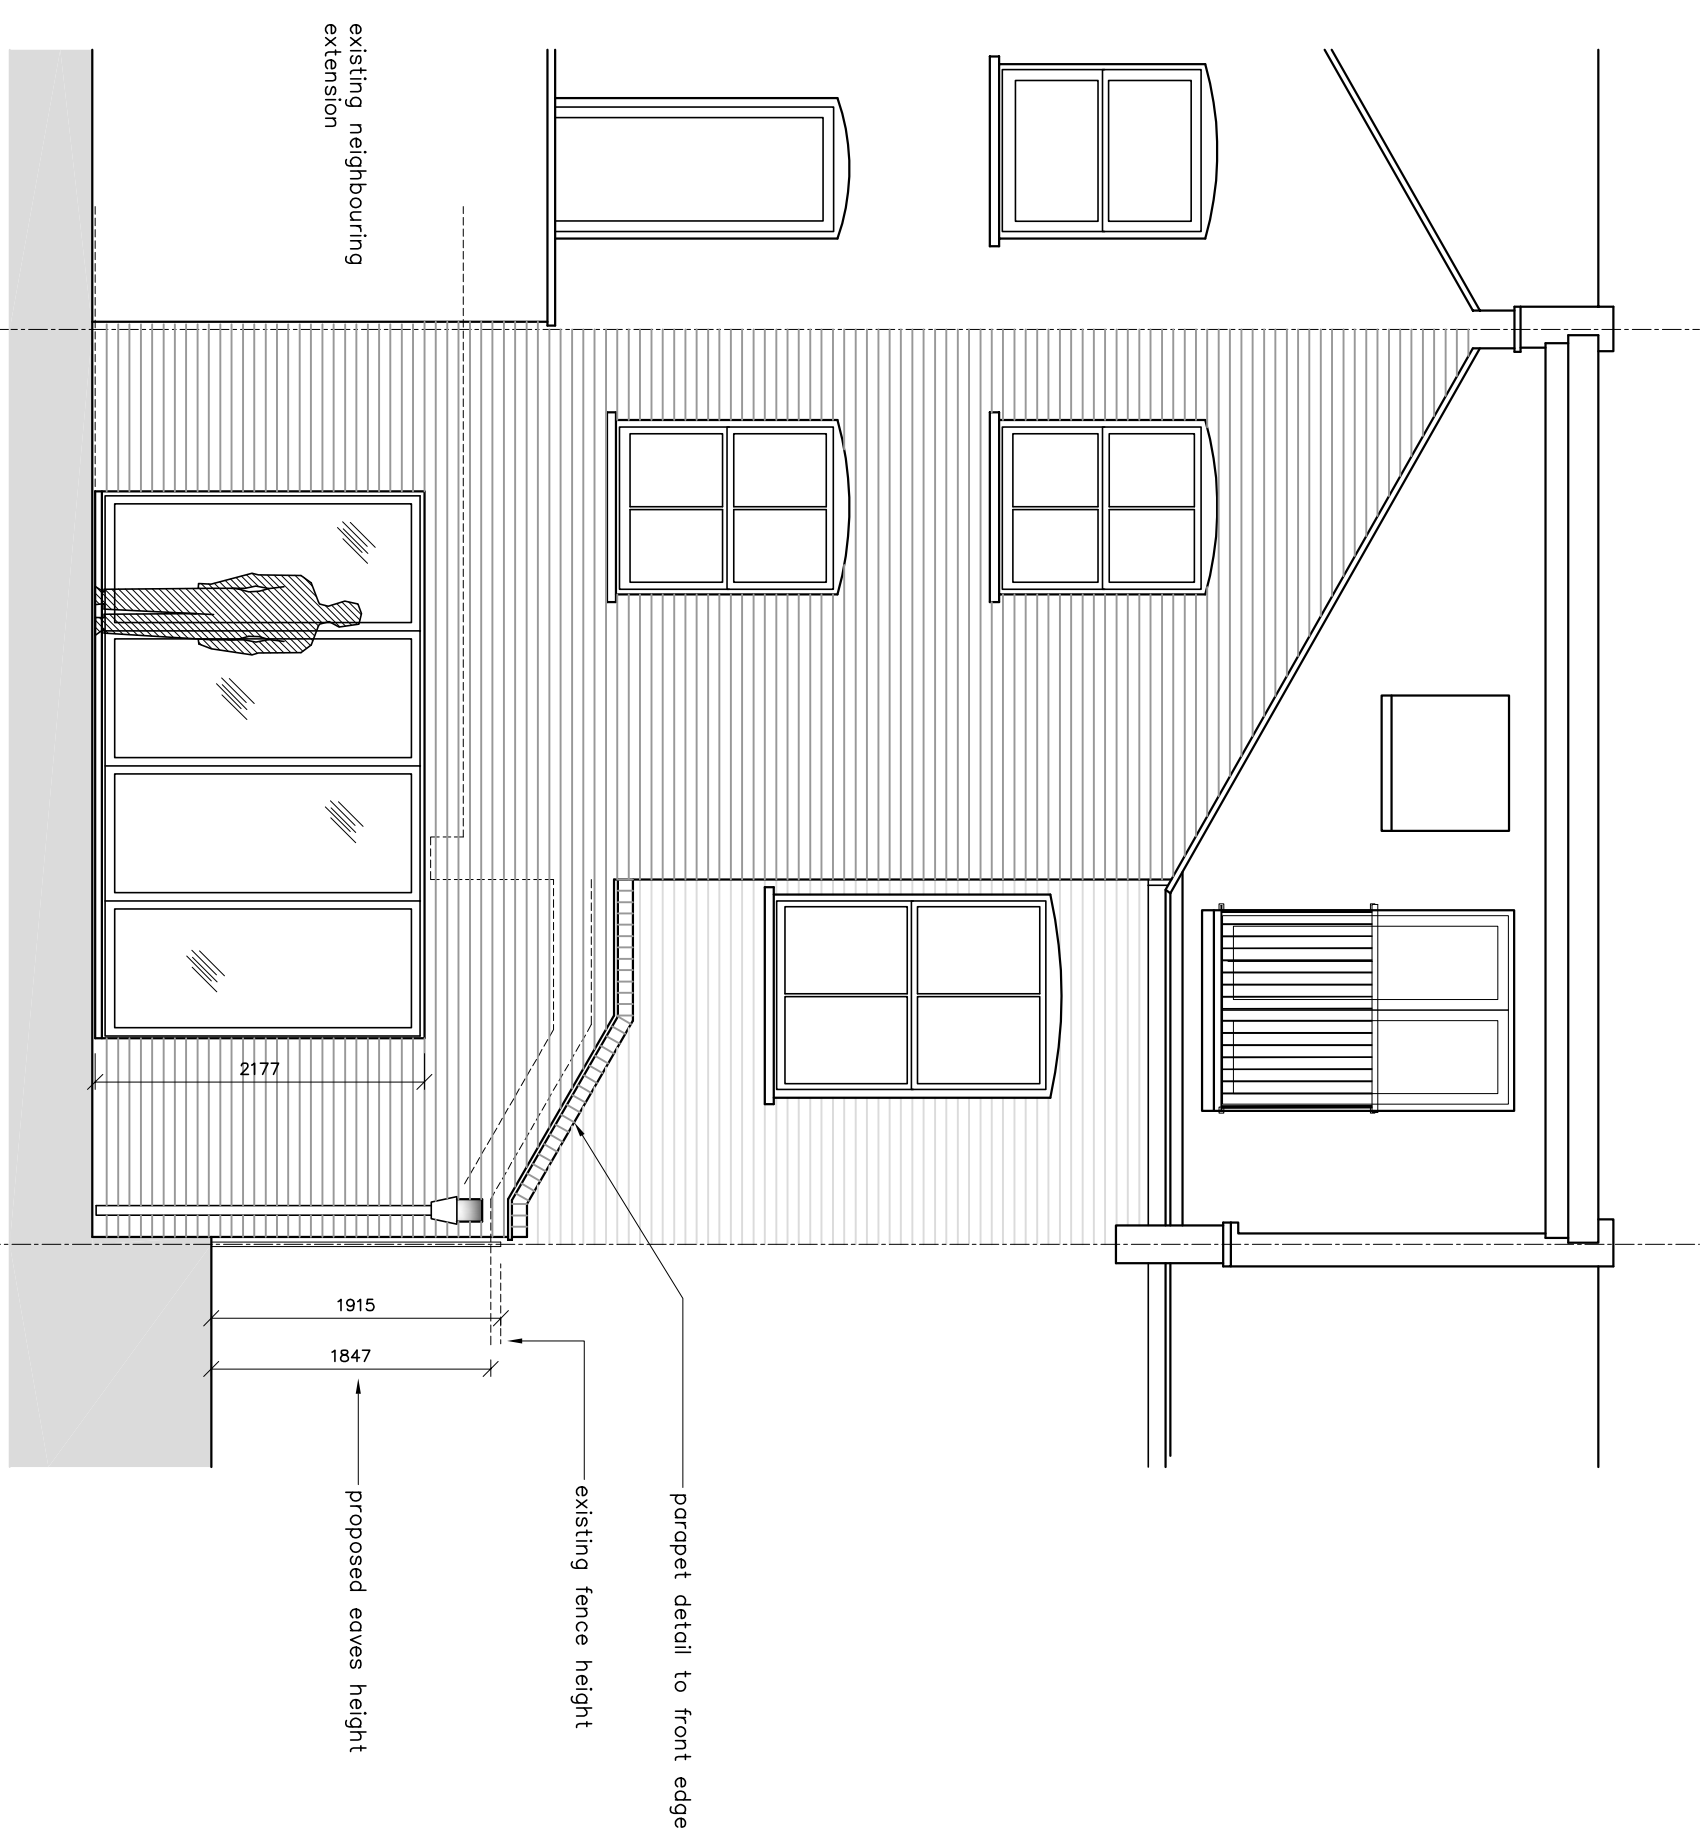 existing neighbouring
extension
2177
1915
1847
parapet detail to front edge
existing fence height
proposed eaves height